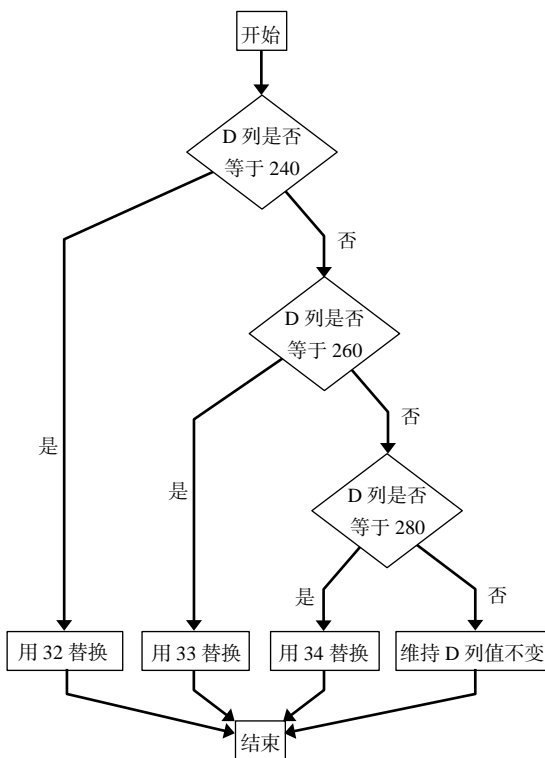 开始
D 列是否
等于 240
否
D 列是否
等于 260
是
否
是
D 列是否
等于 280
是
否
用 32 替换
用 33 替换
用 34 替换
维持 D 列值不变
结束